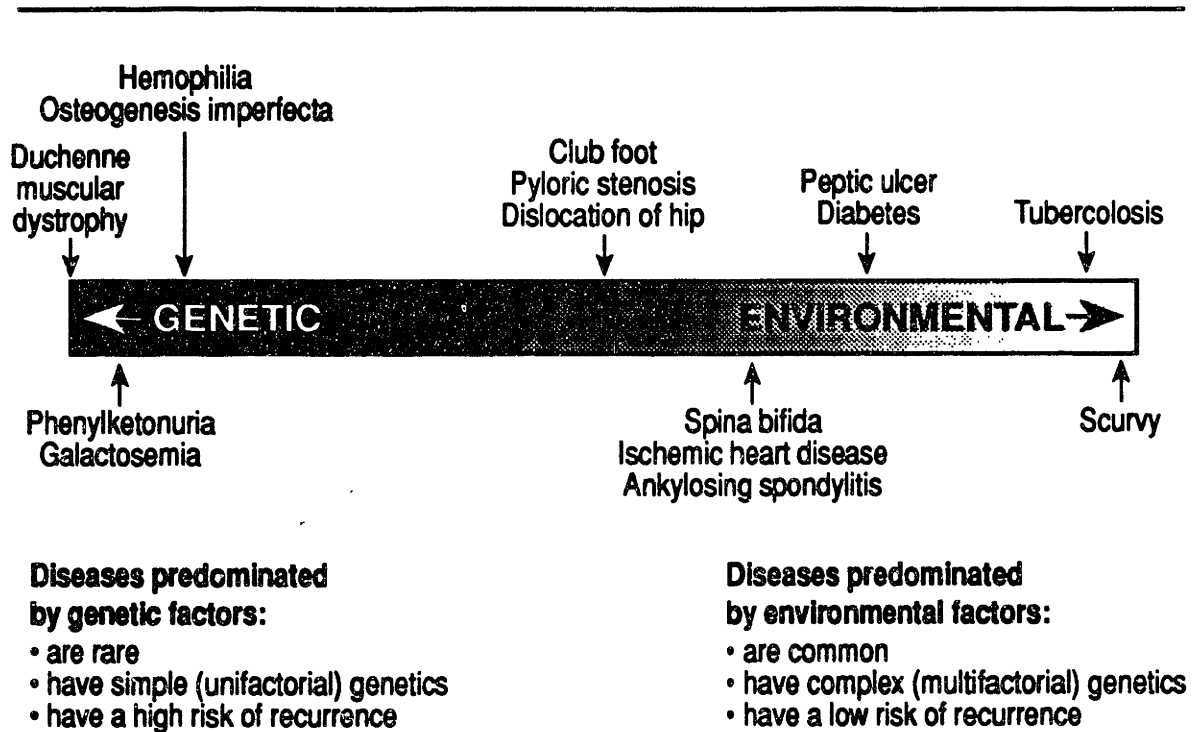 Hemophilia
Osteogenesis imperfecta
Duchenne
muscular
dystrophy
Club foot
Pyloric stenosis
Dislocation of hip
Peptic ulcer
Diabetes
Tubercolosis
GENETIC
ENVIRONMENTAL
Phenylketonuria
Galactosemia
Spina bifida
Ischemic heart disease
Ankylosing spondylitis
Scurvy
Diseases predominated
by genetic factors:
• are rare
• have simple (unifactorial) genetics
• have a high risk of recurrence
Diseases predominated
by environmental factors:
• are common
• have complex (multifactorial) genetics
• have a low risk of recurrence